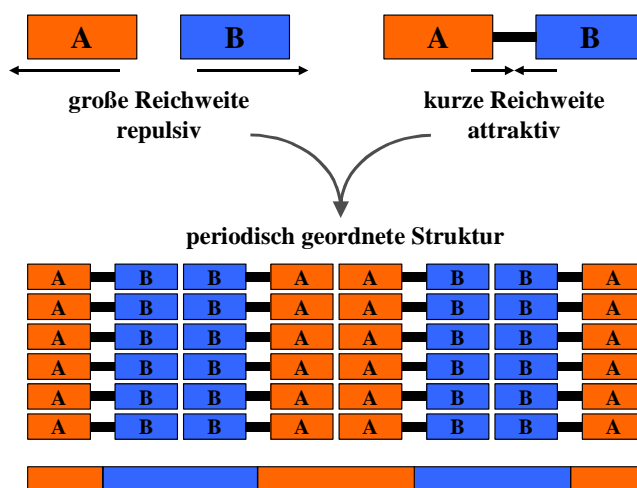 A B A B
große Reichweite kurze Reichweite
repulsiv attraktiv
periodisch geordnete Struktur
A B B A A B B A
A B B A A B B A
A B B A A B B A
A B B A A B B A
A B B A A B B A
A B B A A B B A